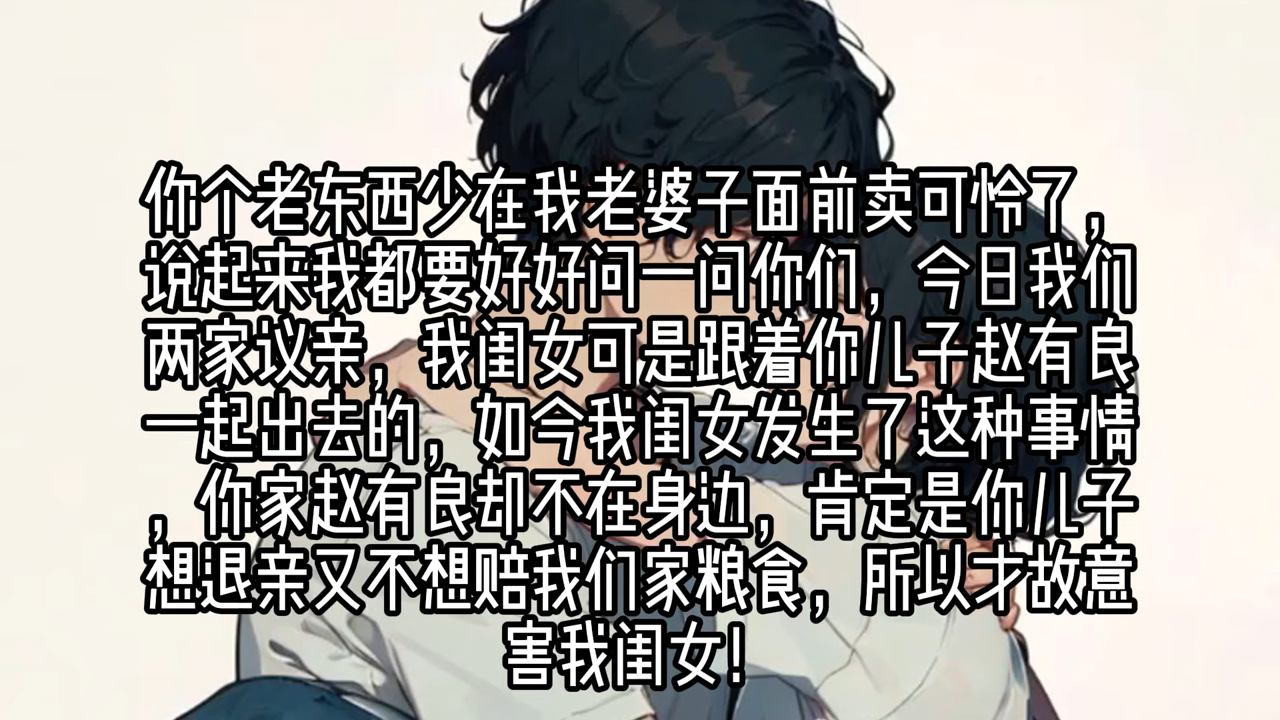 你个老东西少在我老婆子面前卖可怜了，
说起来我都要好好问一问你们，今日我们
两家议亲，我闺女可是跟着你儿子赵有良
一起出去的，如今我闺女发生了这种事情
，你家赵有良却不在身边，肯定是你儿子
想退亲又不想赔我们家粮食，所以才故意
害我闺女！